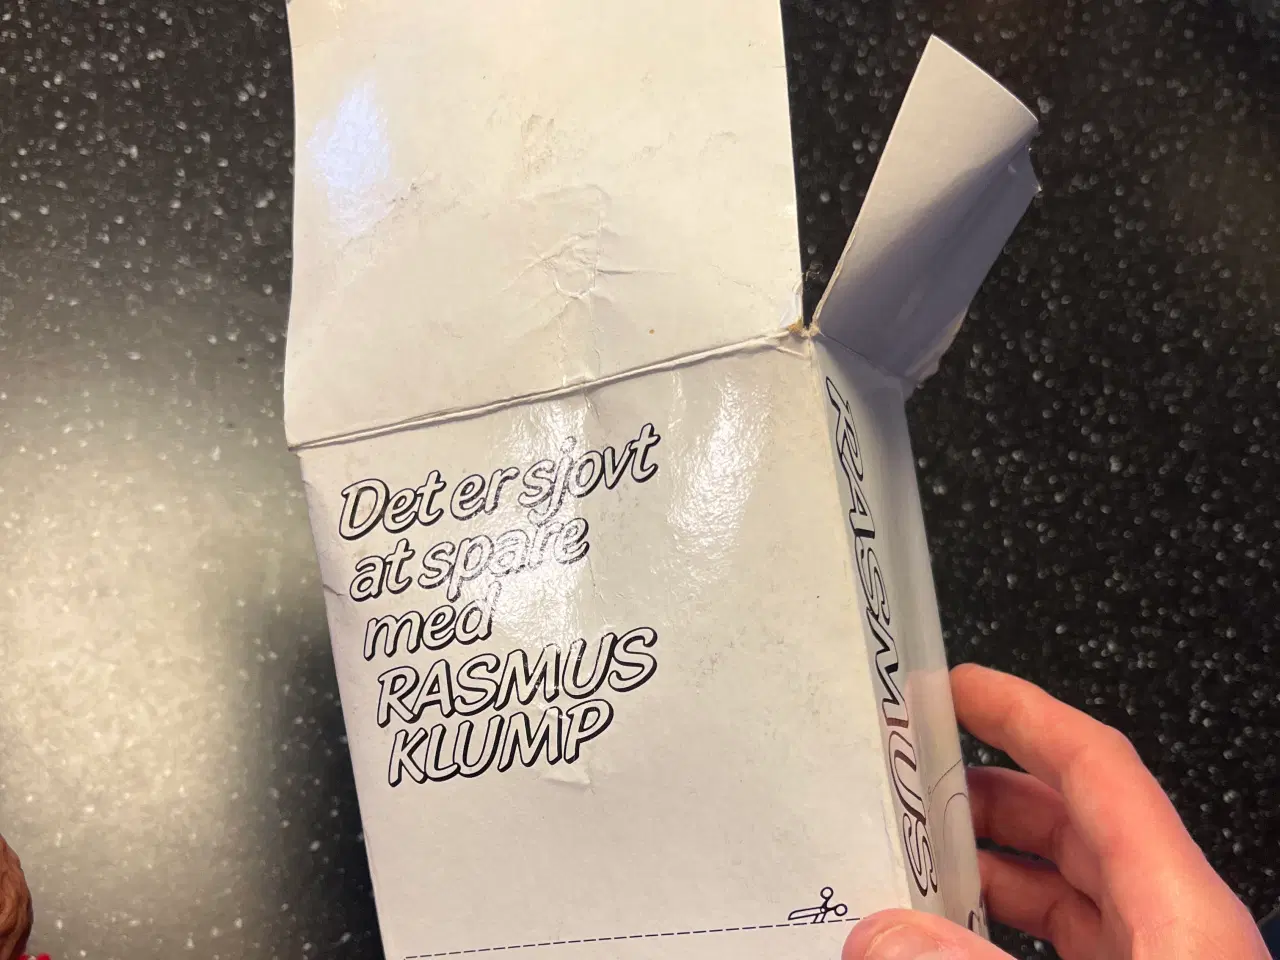 Det er sjovt
at spare
med
RASMUS
KLUMP
RASMUS